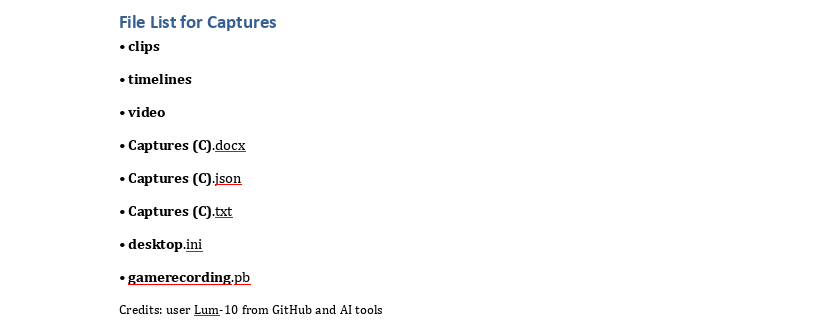 File List for Captures
• clips
• timelines
• video
• Captures (C).docx
• Captures (C).json
• Captures (C).txt
• desktop.ini
• gamerecording.pb
Credits: user Lum-10 from GitHub and AI tools